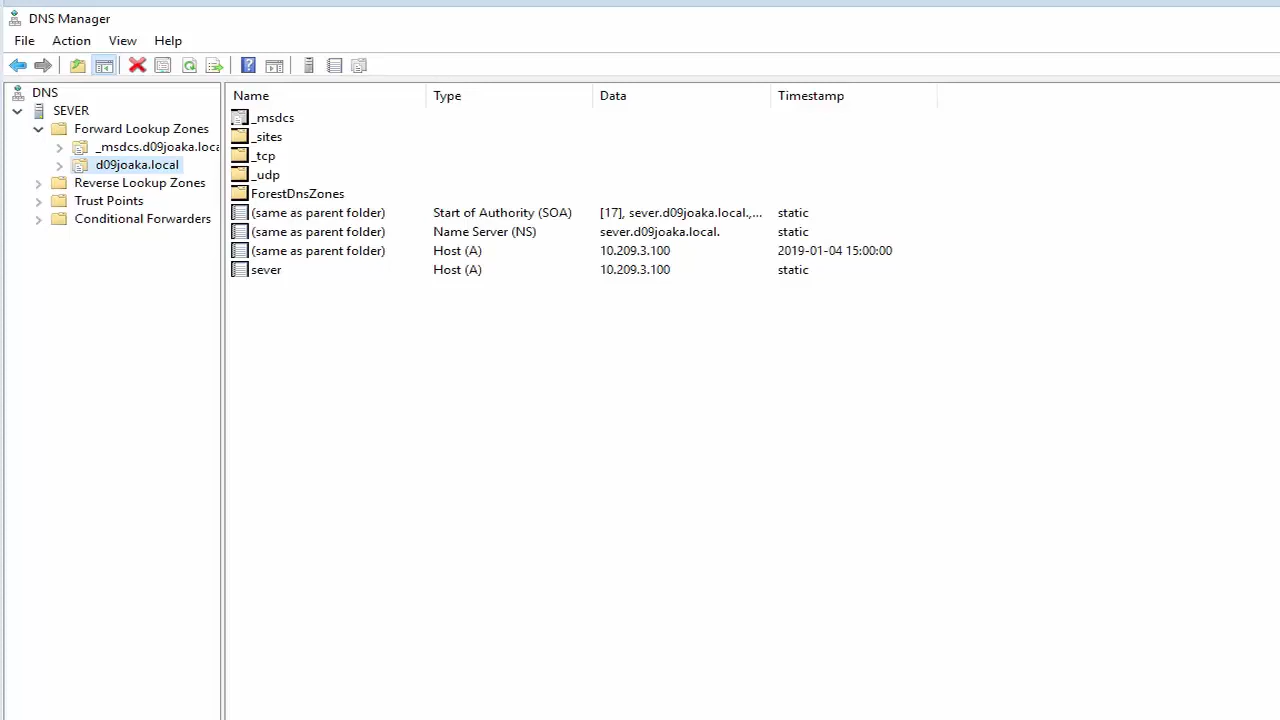 DNS Manager
File Action View Help
DNS
SEVER
Forward Lookup Zones
_msdcs.d09joaka.loca
d09joaka.local
Reverse Lookup Zones
Trust Points
Conditional Forwarders
Name Type Data Timestamp
_msdcs
_sites
_tcp
_udp
ForestDnsZones
(same as parent folder) Start of Authority (SOA) [17], sever.d09joaka.local.,... static
(same as parent folder) Name Server (NS) sever.d09joaka.local. static
(same as parent folder) Host (A) 10.209.3.100 2019-01-04 15:00:00
sever Host (A) 10.209.3.100 static